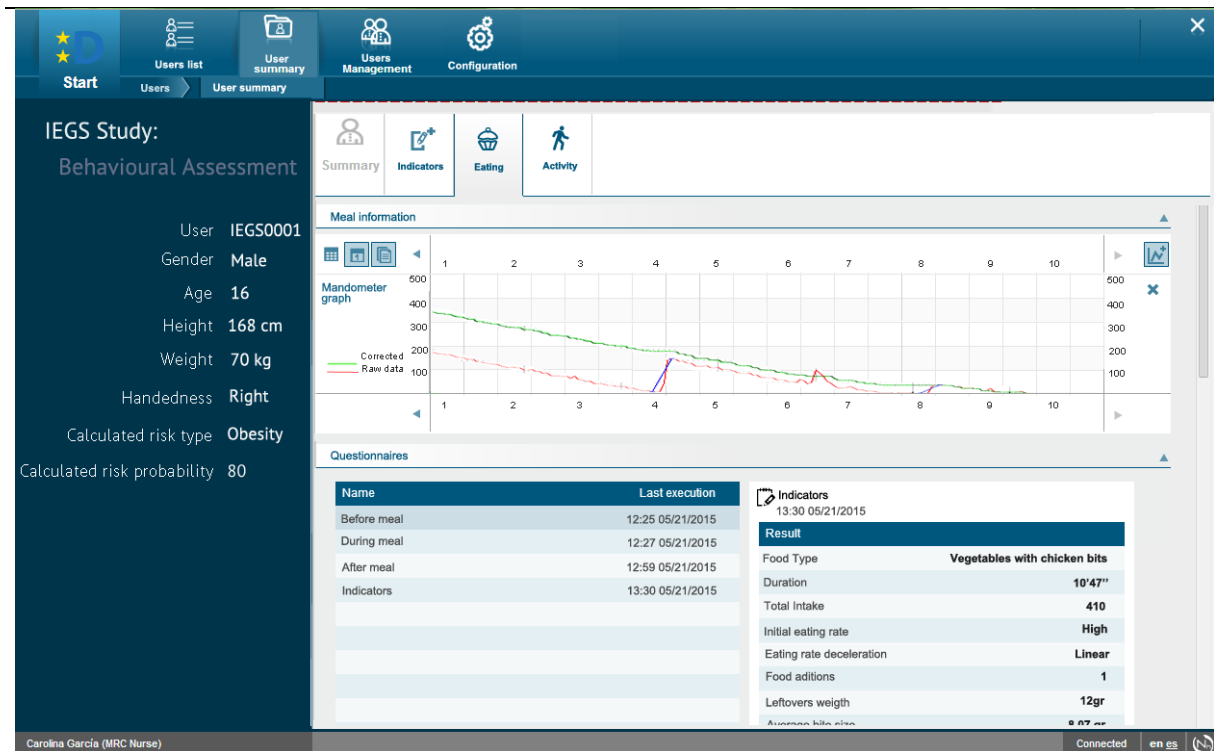 D
Start
Users list
User summary
Users Management
Configuration
Users
User summary
IEGS Study:
Behavioural Assessment
User IEGS0001
Gender Male
Age 16
Height 168 cm
Weight 70 kg
Handedness Right
Calculated risk type Obesity
Calculated risk probability 80
Summary
Indicators
Eating
Activity
Meal information
1 2 3 4 5 6 7 8 9 10
Mandometer
graph
500 500
400 400
300 300
200 200
100 100
Corrected
Raw data
1 2 3 4 5 6 7 8 9 10
Questionnaires
Name Last execution
Before meal 12:25 05/21/2015
During meal 12:27 05/21/2015
After meal 12:59 05/21/2015
Indicators 13:30 05/21/2015
Indicators
13:30 05/21/2015
Result
Food Type Vegetables with chicken bits
Duration 10'47''
Total Intake 410
Initial eating rate High
Eating rate deceleration Linear
Food aditions 1
Leftovers weigth 12gr
Average bite size 8.07 gr
Carolina García (MRC Nurse)
Connected en es